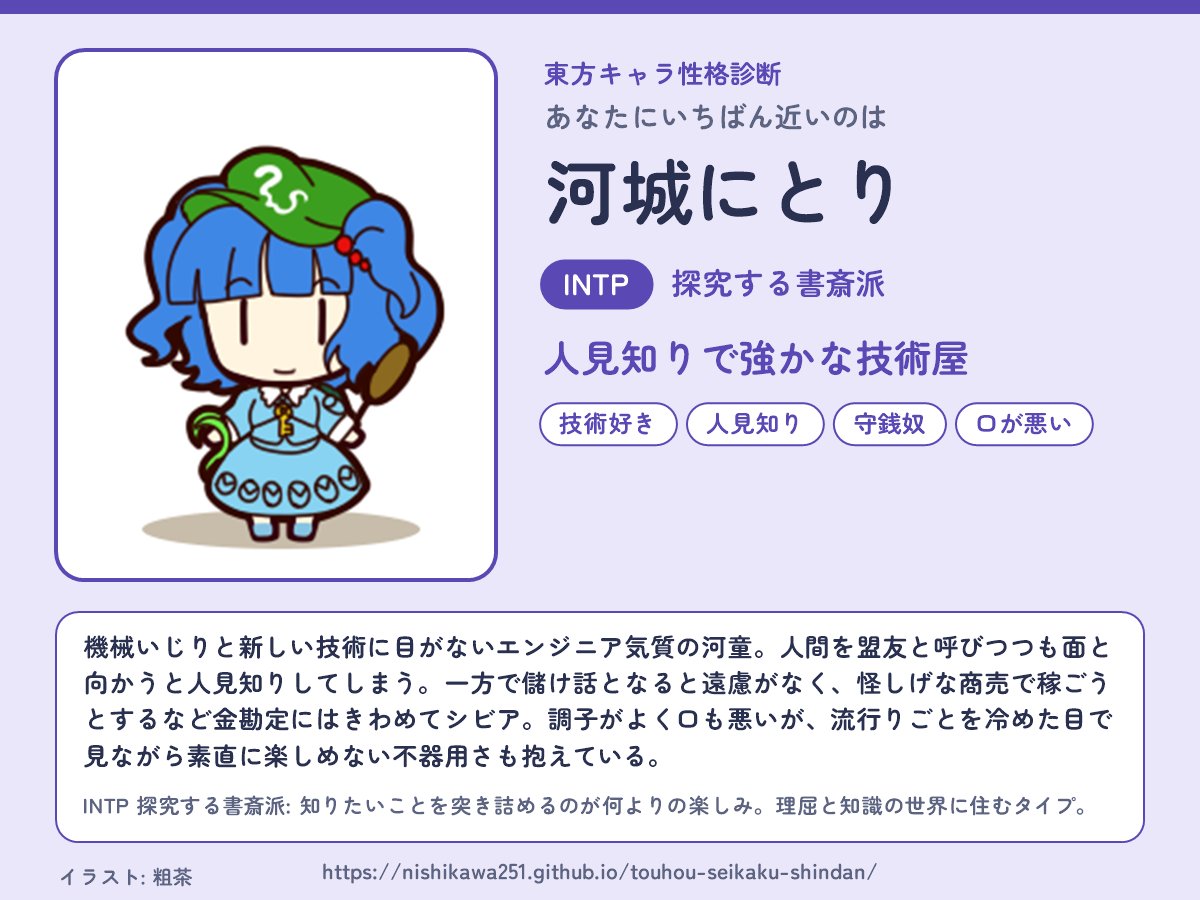 東方キャラ性格診断
あなたにいちばん近いのは
河城にとり
INTP 探究する書斎派
人見知りで強かな技術屋
技術好き 人見知り 守銭奴 口が悪い
機械いじりと新しい技術に目がないエンジニア気質の河童。人間を盟友と呼びつつも面と
向かうと人見知りしてしまう。一方で儲け話となると遠慮がなく、怪しげな商売で稼ごう
とするなど金勘定にはきわめてシビア。調子がよく口も悪いが、流行りごとを冷めた目で
見ながら素直に楽しめない不器用さも抱えている。
INTP 探究する書斎派: 知りたいことを突き詰めるのが何よりの楽しみ。理屈と知識の世界に住むタイプ。
イラスト: 粗茶
https://nishikawa251.github.io/touhou-seikaku-shindan/